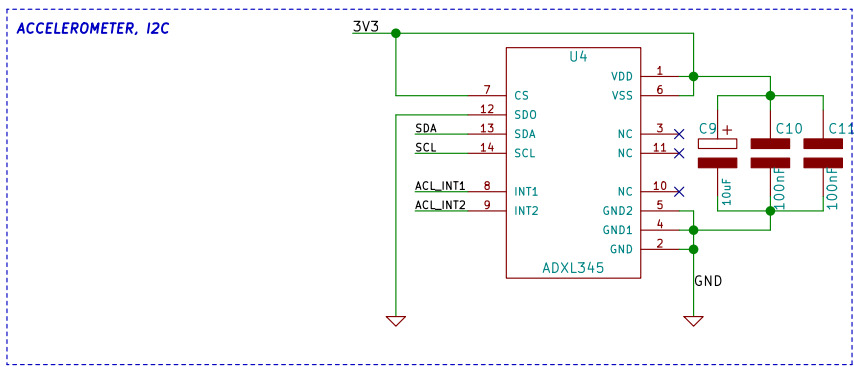 ACCELEROMETER, I2C
3V3
U4
7 CS
12 SDO
SDA 13 SDA
SCL 14 SCL
ACL_INT1 8 INT1
ACL_INT2 9 INT2
VDD 1
VSS 6
NC 3
NC 11
NC 10
GND2 5
GND1 4
GND 2
ADXL345
GND
C9 +
10uF
C10
100nF
C11
100nF